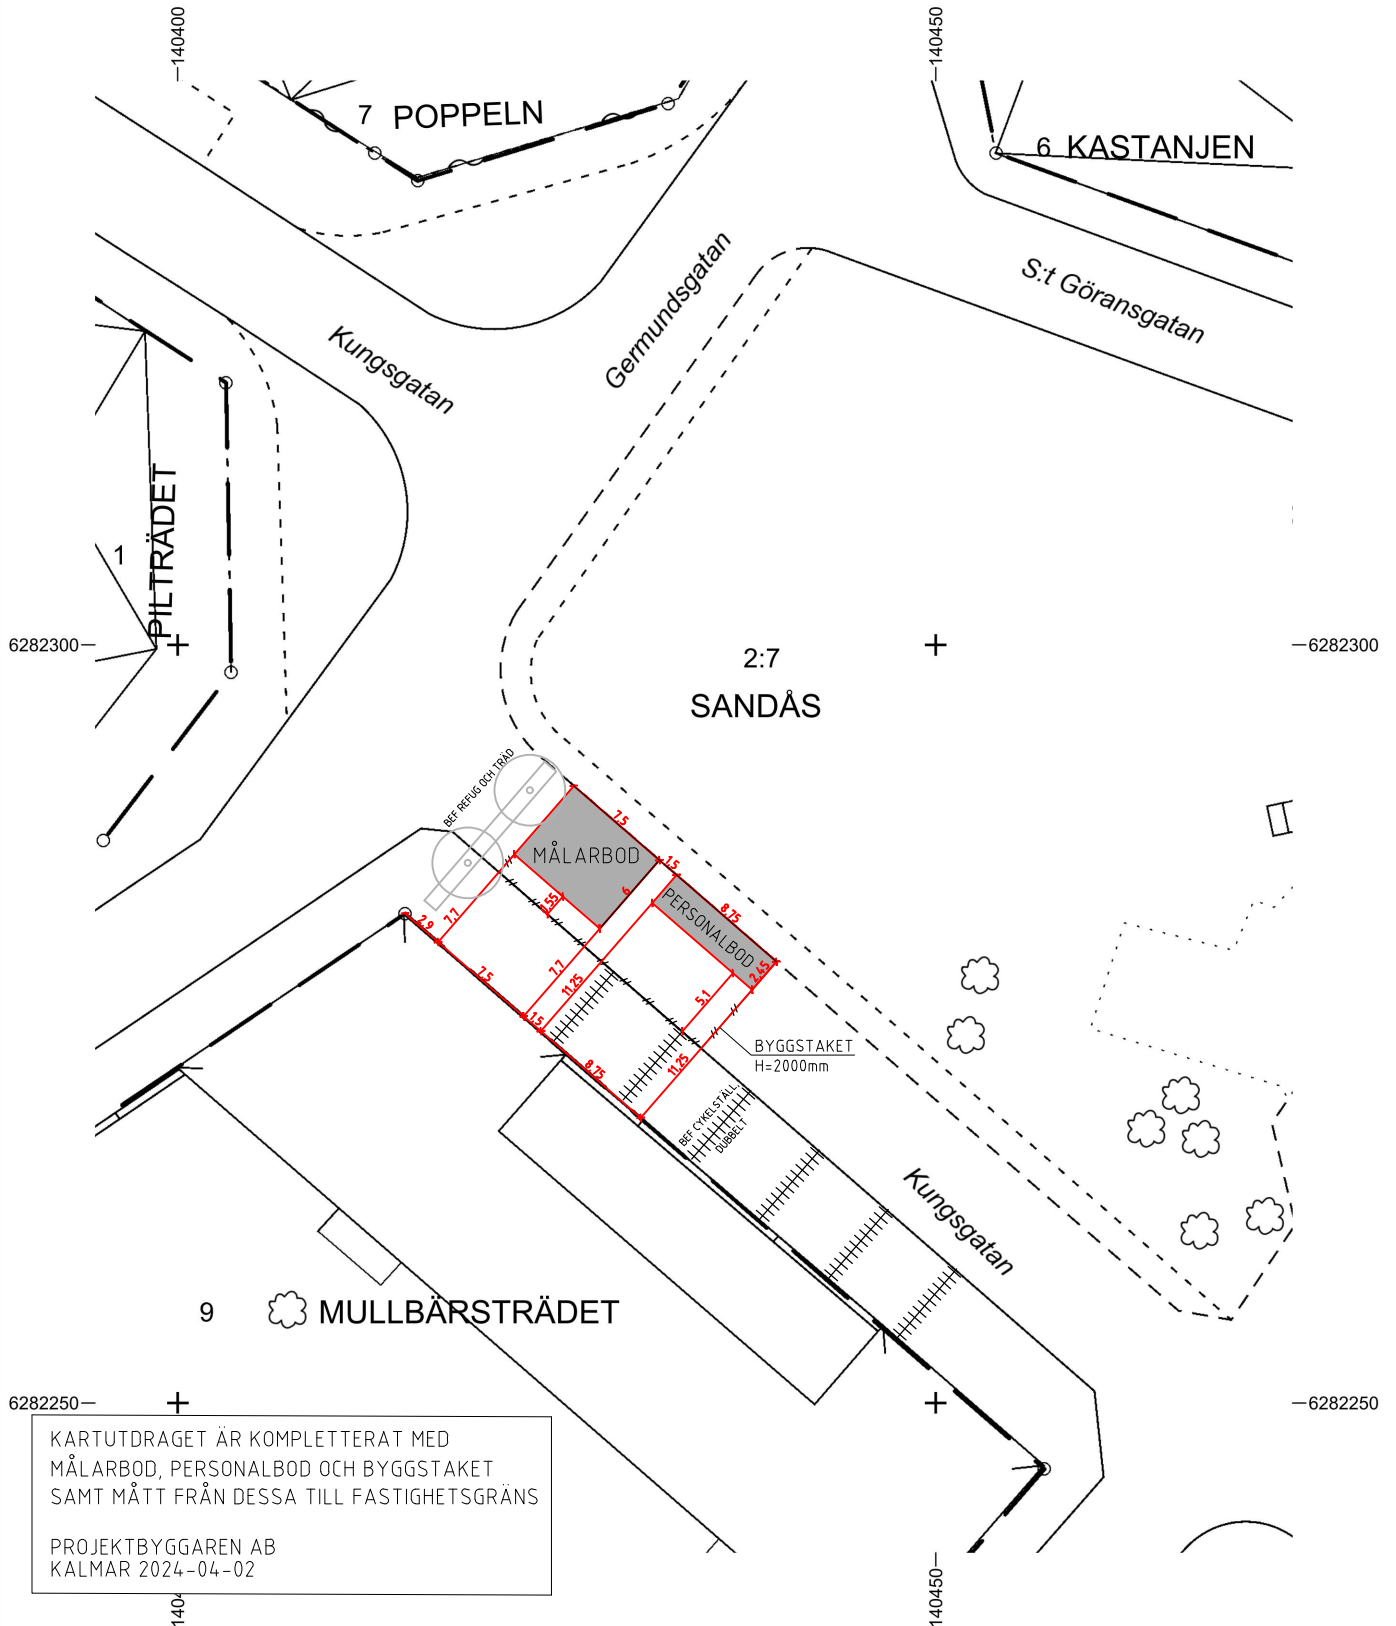 140400
140450
7 POPPELN
6 KASTANJEN
Germundsgatan
S:t Göransgatan
Kungsgatan
1
PILTRÄDET
6282300
6282300
2:7
SANDÅS
BEF REFUG OCH TRÄD
7,5
MÅLARBOD
1,5
6
PERSONALBOD
8,75
2,9
7,7
7,5
7,7
11,25
2,45
5,1
1,5
8,75
11,25
BYGGSTAKET
H=2000mm
BEF CYKELSTÄLL,
DUBBELT
Kungsgatan
9 MULLBÄRSTRÄDET
6282250
6282250
KARTUTDRAGET ÄR KOMPLETTERAT MED
MÅLARBOD, PERSONALBOD OCH BYGGSTAKET
SAMT MÅTT FRÅN DESSA TILL FASTIGHETSGRÄNS
PROJEKTBYGGAREN AB
KALMAR 2024-04-02
140450